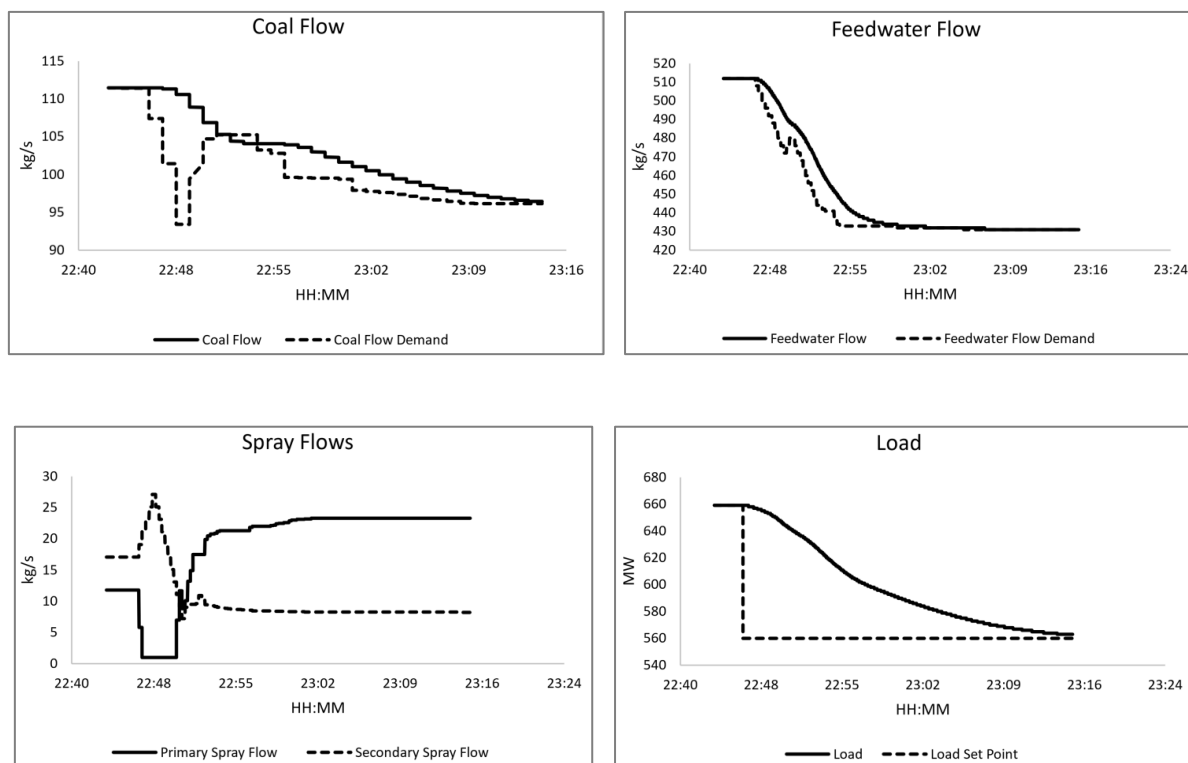 Coal Flow
115
110
105
100
95
90
kg/s
22:40 22:48 22:55 23:02 23:09 23:16
HH:MM
Coal Flow Coal Flow Demand
Feedwater Flow
520
510
500
490
480
470
460
450
440
430
420
kg/s
22:40 22:48 22:55 23:02 23:09 23:16 23:24
HH:MM
Feedwater Flow Feedwater Flow Demand
Spray Flows
30
25
20
15
10
5
0
kg/s
22:40 22:48 22:55 23:02 23:09 23:16 23:24
HH:MM
Primary Spray Flow Secondary Spray Flow
Load
680
660
640
620
600
580
560
540
MW
22:40 22:48 22:55 23:02 23:09 23:16 23:24
HH:MM
Load Load Set Point